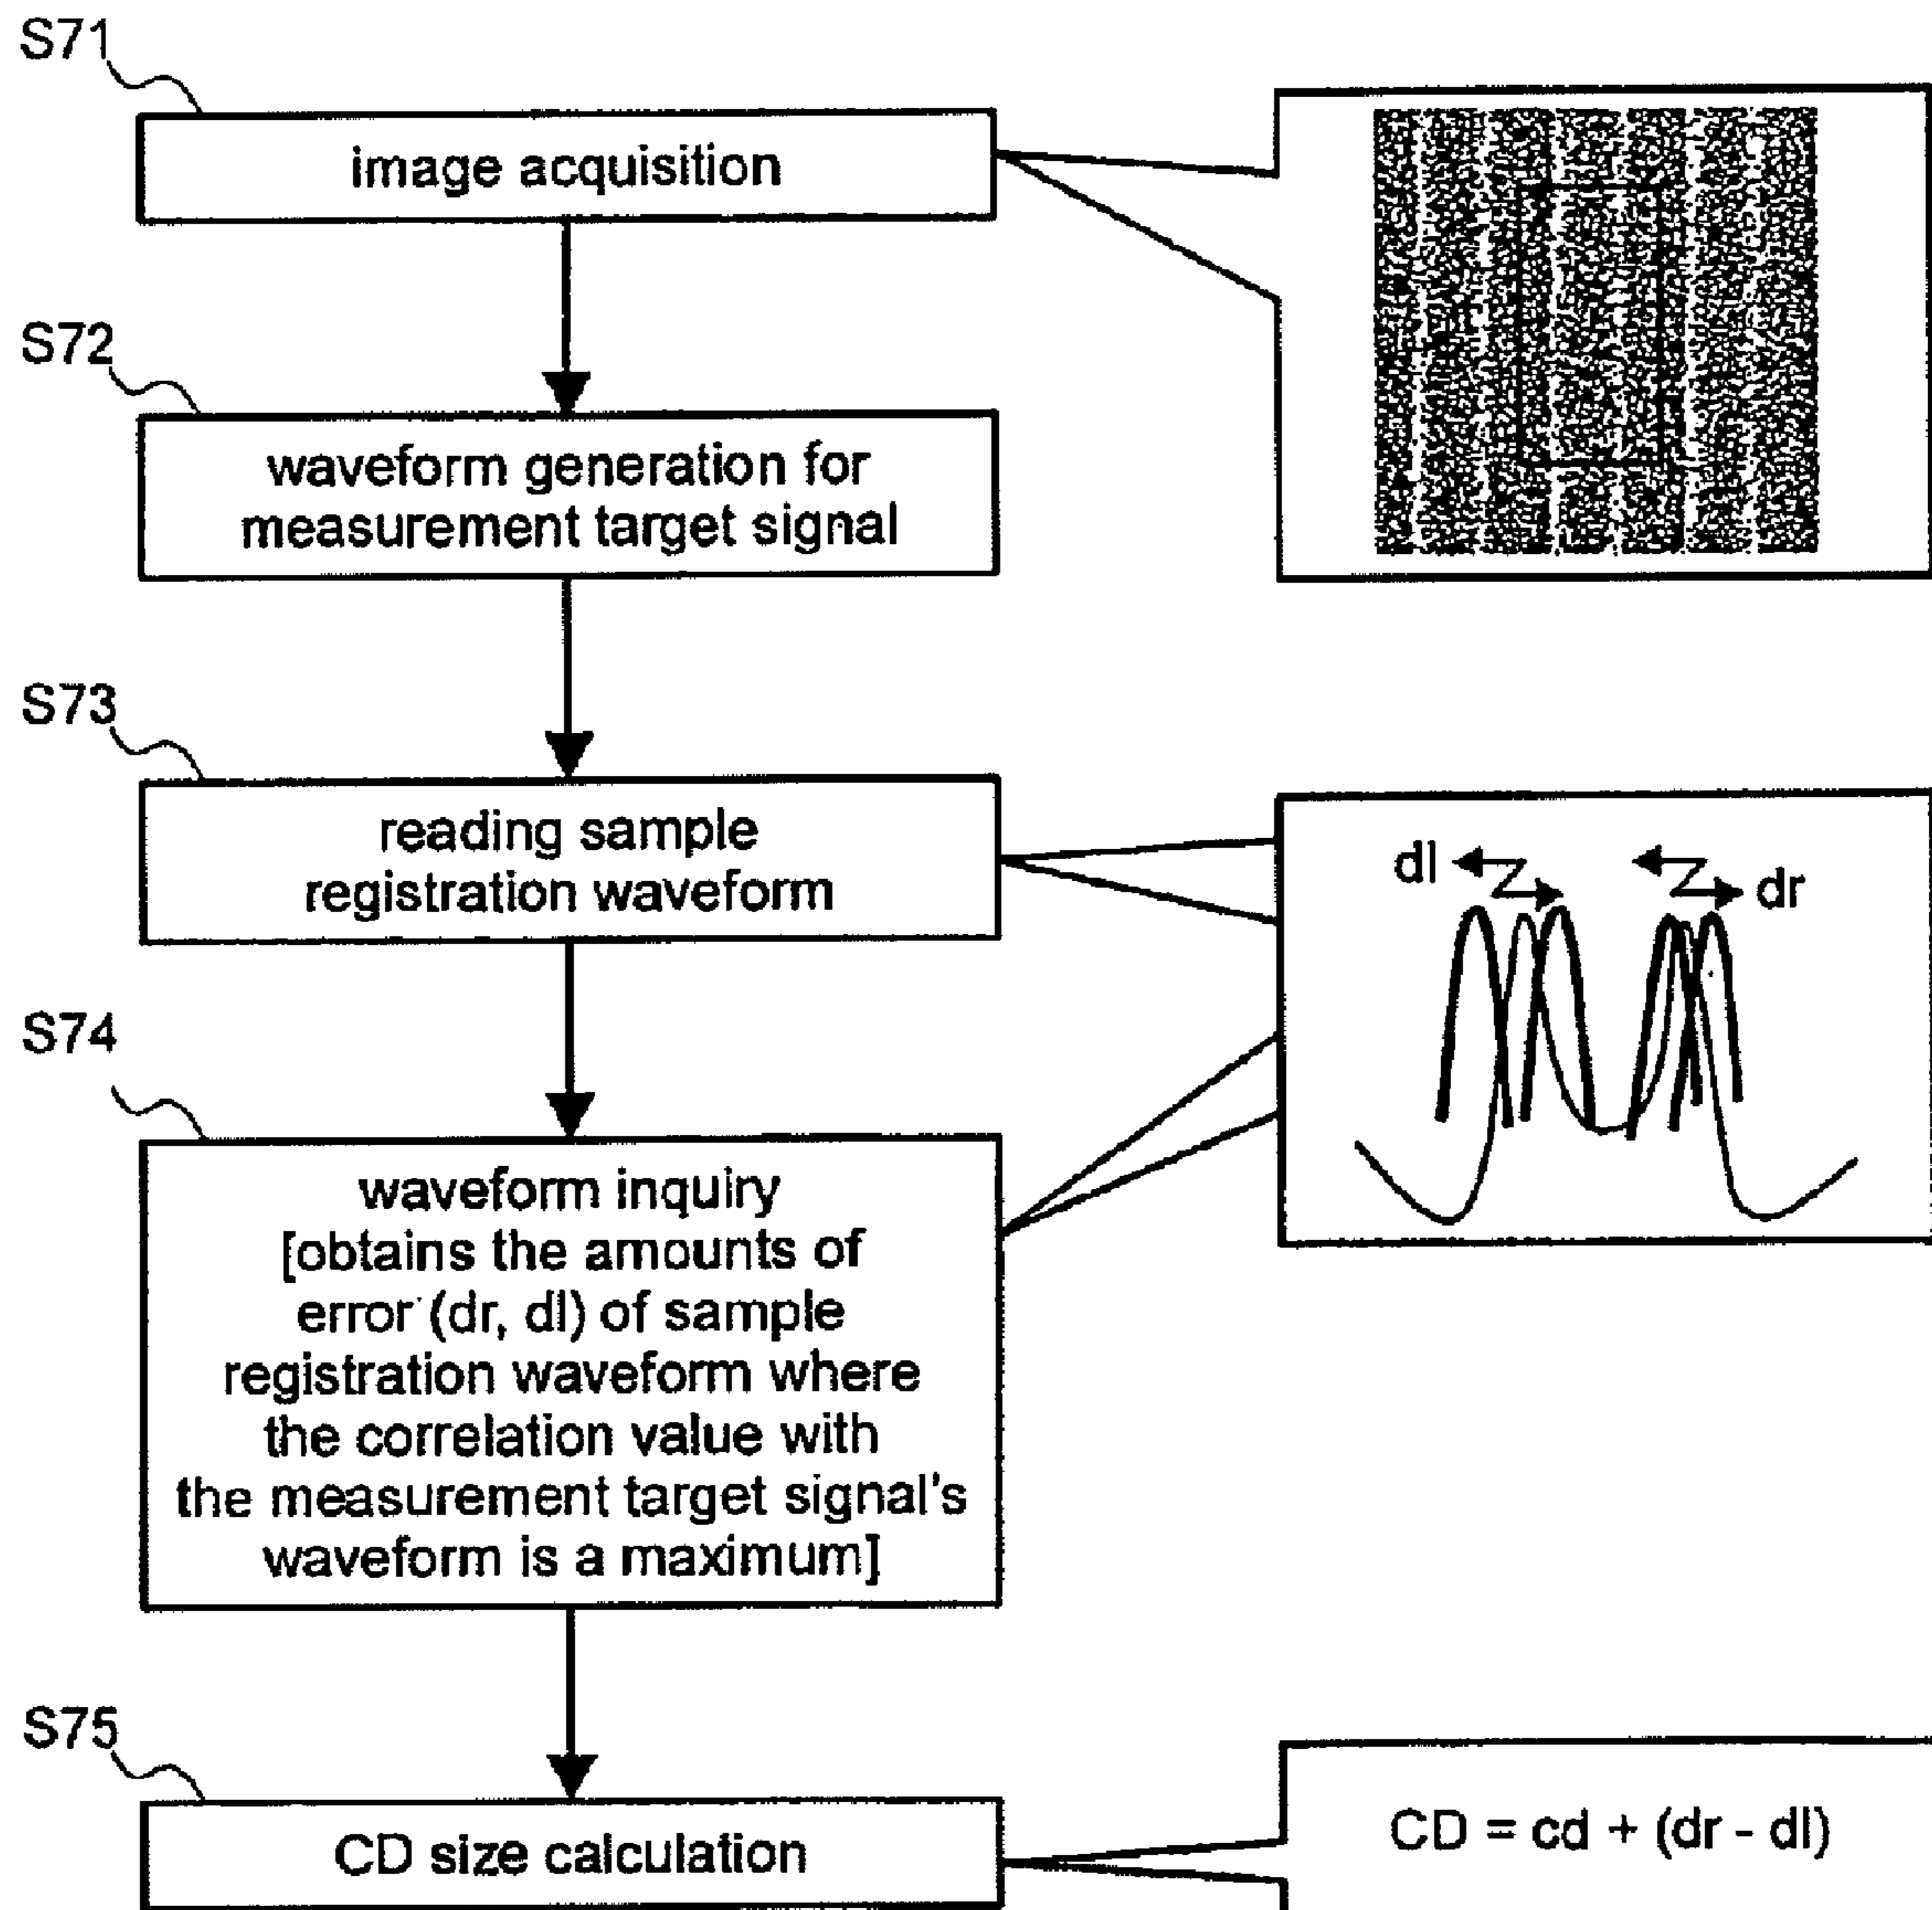 S71
image acquisition
S72
waveform generation for
measurement target signal
S73
reading sample
registration waveform
dl
dr
S74
waveform inquiry
[obtains the amounts of
error (dr, dl) of sample
registration waveform where
the correlation value with
the measurement target signal's
waveform is a maximum]
S75
CD size calculation
CD = cd + (dr - dl)